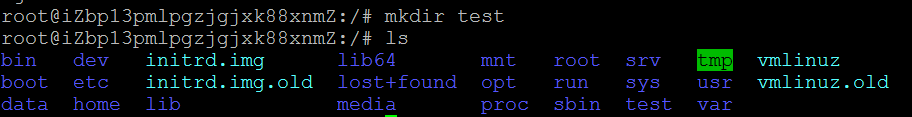 root@iZbp13pmlpgzjgjxk88xnmZ:/# mkdir test
root@iZbp13pmlpgzjgjxk88xnmZ:/# ls
bin dev initrd.img lib64 mnt root srv tmp vmlinuz
boot etc initrd.img.old lost+found opt run sys usr vmlinuz.old
data home lib media proc sbin test var